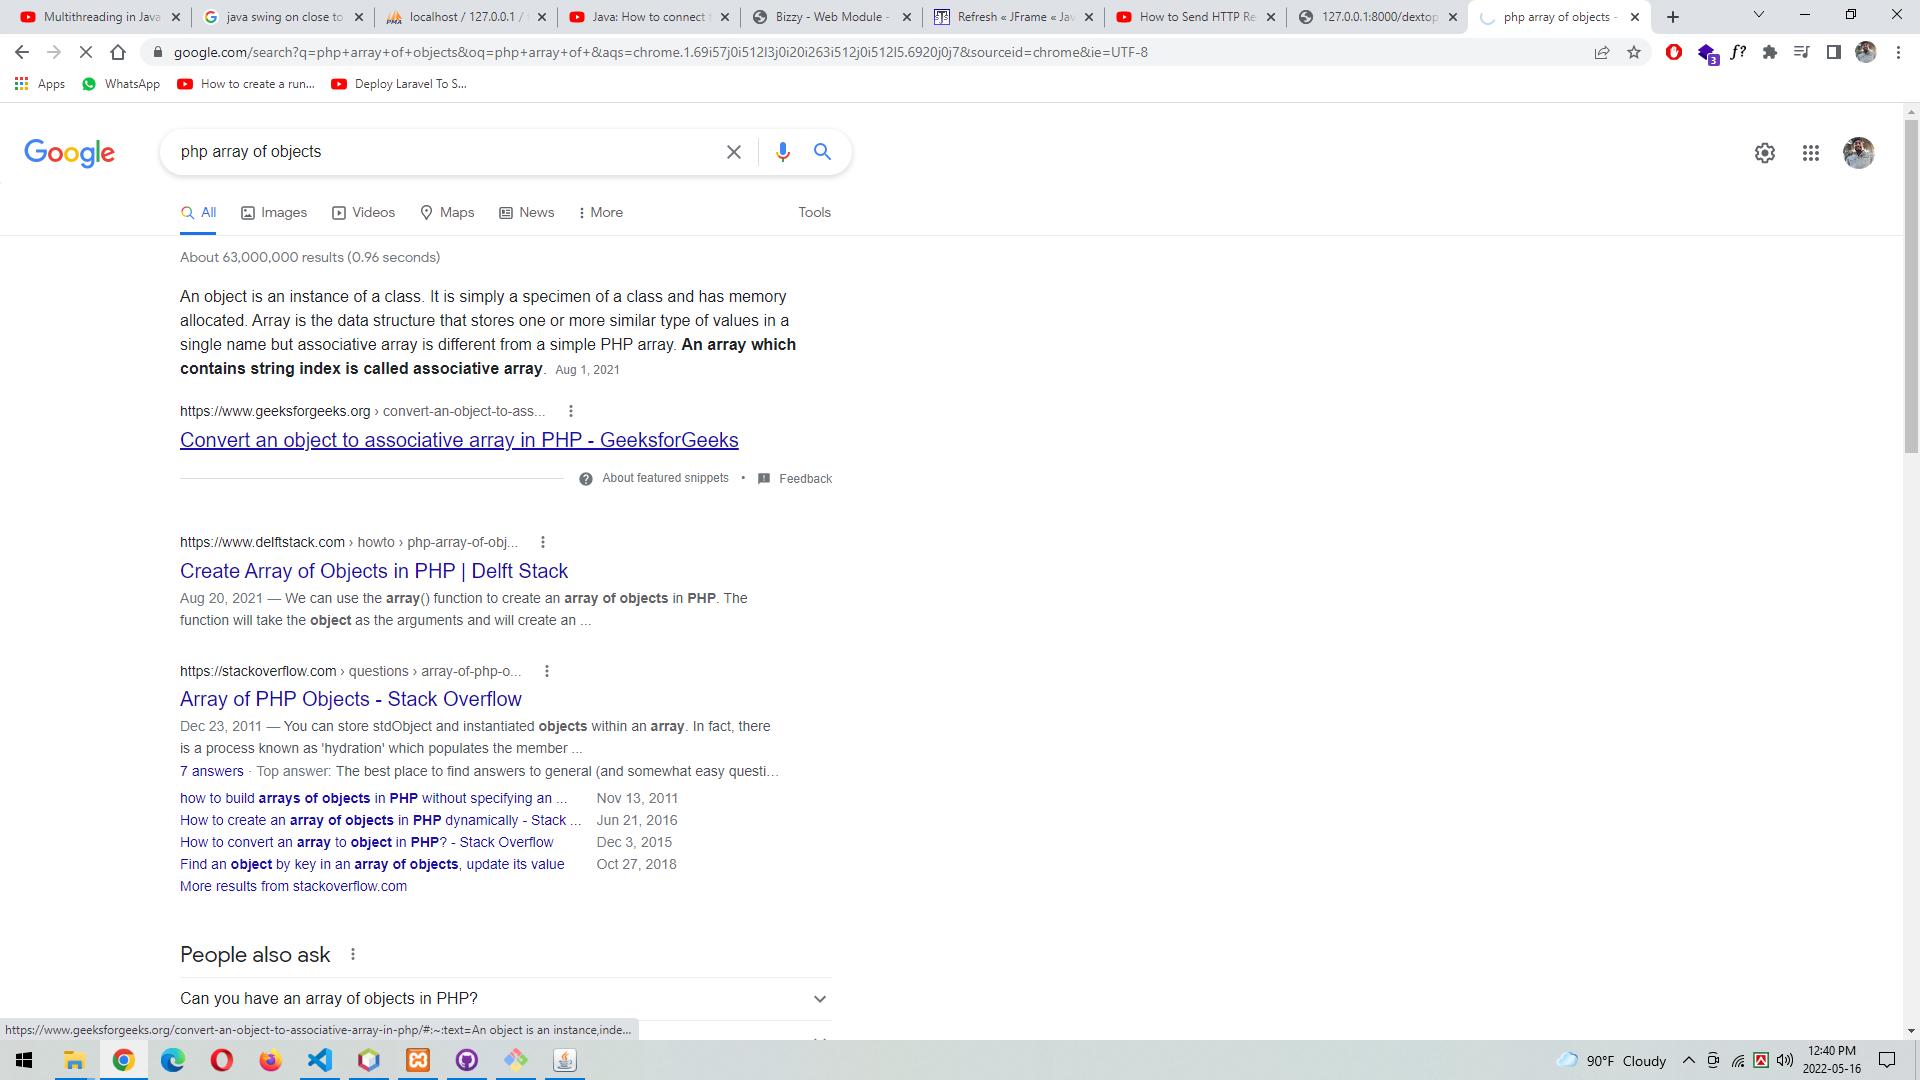 Multithreading in Java
java swing on close to
localhost / 127.0.0.1 /
Java: How to connect
Bizzy - Web Module -
Refresh « JFrame « Jav
How to Send HTTP Re
127.0.0.1:8000/dextop
php array of objects -
google.com/search?q=php+array+of+objects&oq=php+array+of+&aqs=chrome.1.69i57j0i512l3j0i20i263i512j0i512l5.6920j0j7&sourceid=chrome&ie=UTF-8
f?
3
Apps
WhatsApp
How to create a run...
Deploy Laravel To S...
Google
php array of objects
All
Images
Videos
Maps
News
More
Tools
About 63,000,000 results (0.96 seconds)
An object is an instance of a class. It is simply a specimen of a class and has memory
allocated. Array is the data structure that stores one or more similar type of values in a
single name but associative array is different from a simple PHP array. An array which
contains string index is called associative array. Aug 1, 2021
https://www.geeksforgeeks.org › convert-an-object-to-ass...
Convert an object to associative array in PHP - GeeksforGeeks
About featured snippets • Feedback
https://www.delftstack.com › howto › php-array-of-obj...
Create Array of Objects in PHP | Delft Stack
Aug 20, 2021 — We can use the array() function to create an array of objects in PHP. The
function will take the object as the arguments and will create an ...
https://stackoverflow.com › questions › array-of-php-o...
Array of PHP Objects - Stack Overflow
Dec 23, 2011 — You can store stdObject and instantiated objects within an array. In fact, there
is a process known as 'hydration' which populates the member ...
7 answers · Top answer: The best place to find answers to general (and somewhat easy questi...
how to build arrays of objects in PHP without specifying an ... Nov 13, 2011
How to create an array of objects in PHP dynamically - Stack ... Jun 21, 2016
How to convert an array to object in PHP? - Stack Overflow Dec 3, 2015
Find an object by key in an array of objects, update its value Oct 27, 2018
More results from stackoverflow.com
People also ask
Can you have an array of objects in PHP?
https://www.geeksforgeeks.org/convert-an-object-to-associative-array-in-php/#:~:text=An object is an instance,inde...
90°F Cloudy
12:40 PM
2022-05-16